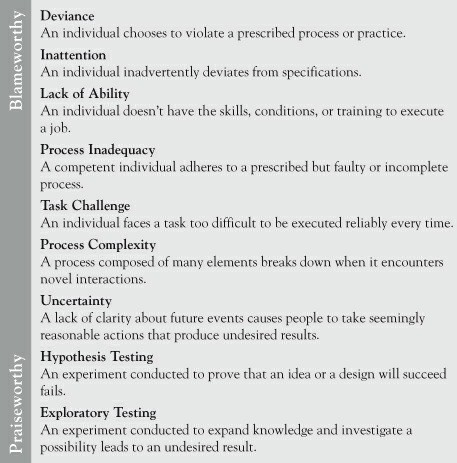 Blameworthy
Deviance
An individual chooses to violate a prescribed process or practice.
Inattention
An individual inadvertently deviates from specifications.
Lack of Ability
An individual doesn't have the skills, conditions, or training to execute
a job.
Process Inadequacy
A competent individual adheres to a prescribed but faulty or incomplete
process.
Task Challenge
An individual faces a task too difficult to be executed reliably every time.
Process Complexity
A process composed of many elements breaks down when it encounters
novel interactions.
Uncertainty
A lack of clarity about future events causes people to take seemingly
reasonable actions that produce undesired results.
Praiseworthy
Hypothesis Testing
An experiment conducted to prove that an idea or a design will succeed
fails.
Exploratory Testing
An experiment conducted to expand knowledge and investigate a
possibility leads to an undesired result.